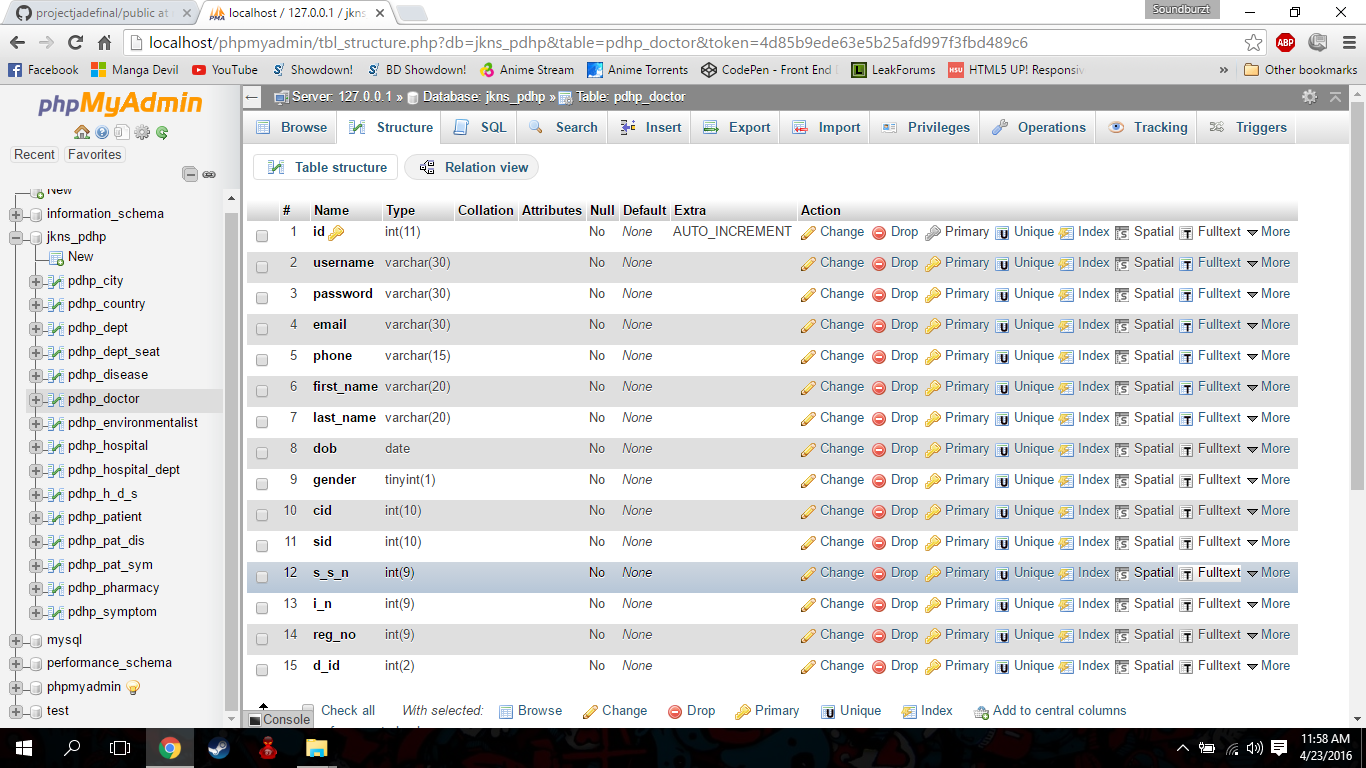 projectjadefinal/public at
localhost / 127.0.0.1 / jkns
Soundburzt
localhost/phpmyadmin/tbl_structure.php?db=jkns_pdhp&table=pdhp_doctor&token=4d85b9ede63e5b25afd997f3fbd489c6
ABP
Facebook Manga Devil YouTube Showdown! BD Showdown! Anime Stream Anime Torrents CodePen - Front End LeakForums HTML5 UP! Responsiv » Other bookmarks
phpMyAdmin
Recent Favorites
New
information_schema
jkns_pdhp
New
pdhp_city
pdhp_country
pdhp_dept
pdhp_dept_seat
pdhp_disease
pdhp_doctor
pdhp_environmentalist
pdhp_hospital
pdhp_hospital_dept
pdhp_h_d_s
pdhp_patient
pdhp_pat_dis
pdhp_pat_sym
pdhp_pharmacy
pdhp_symptom
mysql
performance_schema
phpmyadmin
test
Server: 127.0.0.1 » Database: jkns_pdhp » Table: pdhp_doctor
Browse Structure SQL Search Insert Export Import Privileges Operations Tracking Triggers
Table structure Relation view
# Name Type Collation Attributes Null Default Extra Action
1 id int(11) No None AUTO_INCREMENT Change Drop Primary Unique Index Spatial Fulltext More
2 username varchar(30) No None Change Drop Primary Unique Index Spatial Fulltext More
3 password varchar(30) No None Change Drop Primary Unique Index Spatial Fulltext More
4 email varchar(30) No None Change Drop Primary Unique Index Spatial Fulltext More
5 phone varchar(15) No None Change Drop Primary Unique Index Spatial Fulltext More
6 first_name varchar(20) No None Change Drop Primary Unique Index Spatial Fulltext More
7 last_name varchar(20) No None Change Drop Primary Unique Index Spatial Fulltext More
8 dob date No None Change Drop Primary Unique Index Spatial Fulltext More
9 gender tinyint(1) No None Change Drop Primary Unique Index Spatial Fulltext More
10 cid int(10) No None Change Drop Primary Unique Index Spatial Fulltext More
11 sid int(10) No None Change Drop Primary Unique Index Spatial Fulltext More
12 s_s_n int(9) No None Change Drop Primary Unique Index Spatial Fulltext More
13 i_n int(9) No None Change Drop Primary Unique Index Spatial Fulltext More
14 reg_no int(9) No None Change Drop Primary Unique Index Spatial Fulltext More
15 d_id int(2) No None Change Drop Primary Unique Index Spatial Fulltext More
Check all With selected: Browse Change Drop Primary Unique Index Add to central columns
Console
11:58 AM
4/23/2016